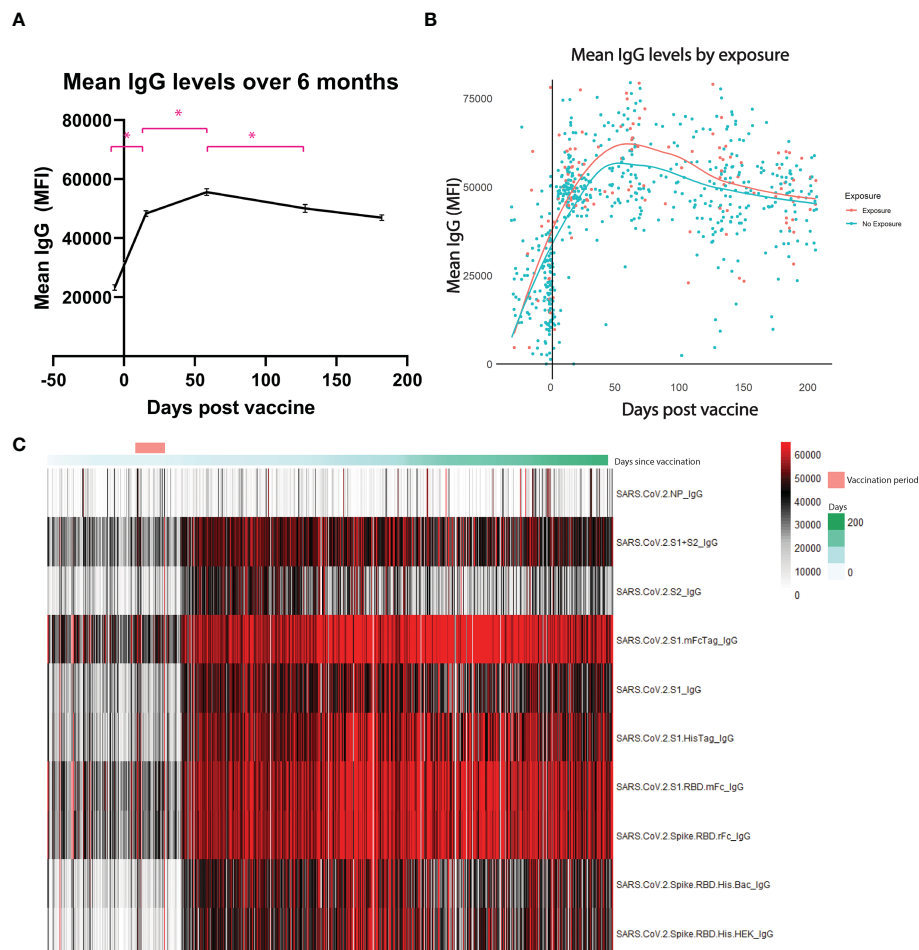 A
Mean IgG levels over 6 months
80000
60000
40000
20000
* * *
Mean IgG (MFI)
-50 0 50 100 150 200
Days post vaccine
B
Mean IgG levels by exposure
75000
50000
25000
0
Mean IgG (MFI)
0 50 100 150 200
Days post vaccine
Exposure
Exposure
No Exposure
C
Days since vaccination
SARS.CoV.2.NP_IgG
SARS.CoV.2.S1+S2_IgG
SARS.CoV.2.S2_IgG
SARS.CoV.2.S1.mFcTag_IgG
SARS.CoV.2.S1_IgG
SARS.CoV.2.S1.HisTag_IgG
SARS.CoV.2.S1.RBD.mFc_IgG
SARS.CoV.2.Spike.RBD.rFc_IgG
SARS.CoV.2.Spike.RBD.His.Bac_IgG
SARS.CoV.2.Spike.RBD.His.HEK_IgG
60000
50000
40000
30000
20000
10000
0
Vaccination period
Days
200
0